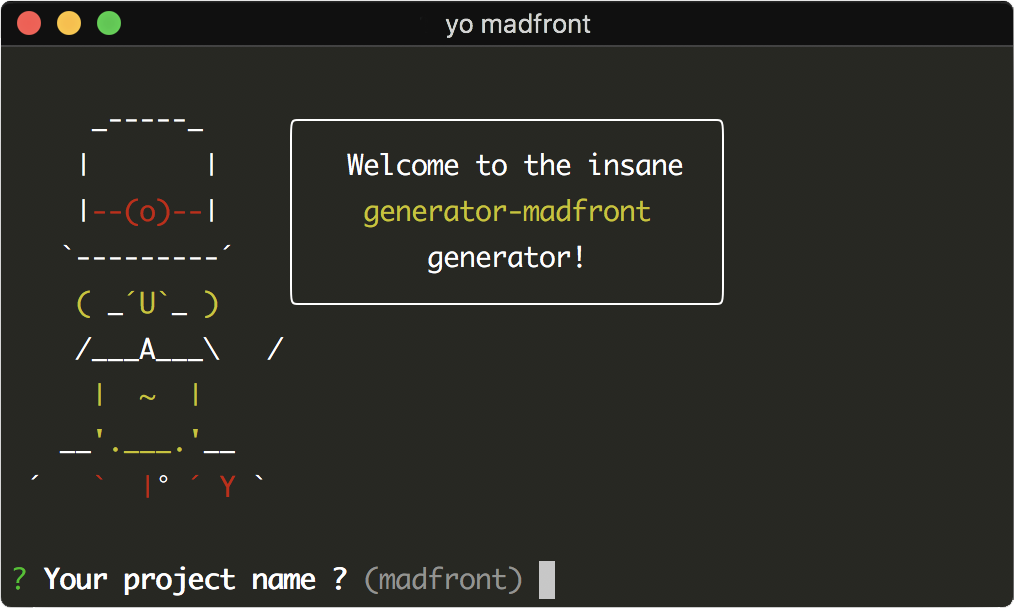 yo madfront
Welcome to the insane
generator-madfront
generator!
_-----_
|       |
|--(o)--|
`---------´
( _´U`_ )
/___A___\   /
|  ~  |
__'.___.'__
´   `  |° ´ Y `
? Your project name ? (madfront)